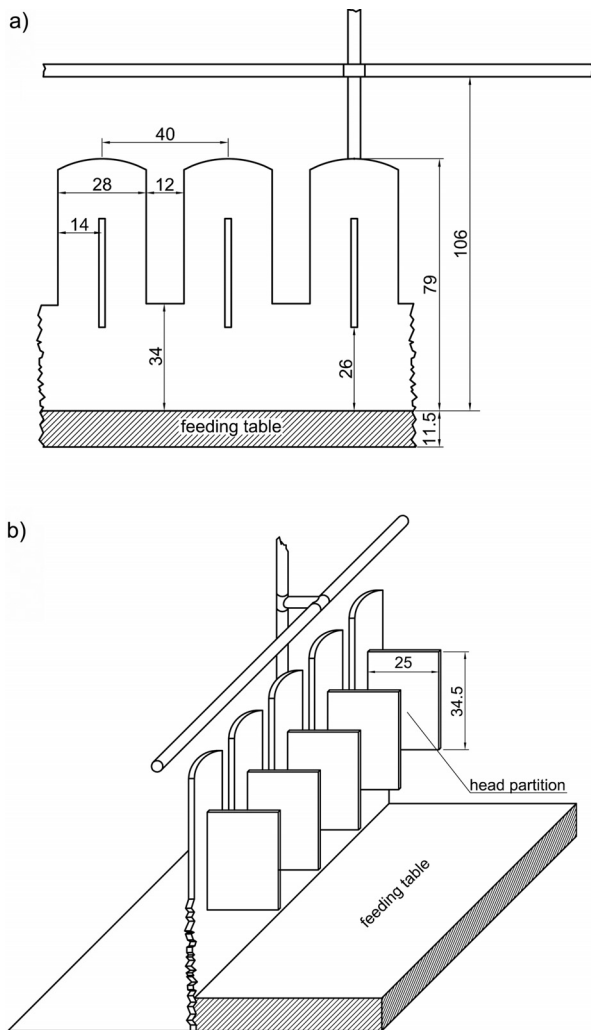 a)
40
28
12
14
34
26
79
106
11.5
feeding table
b)
25
34.5
head partition
feeding table